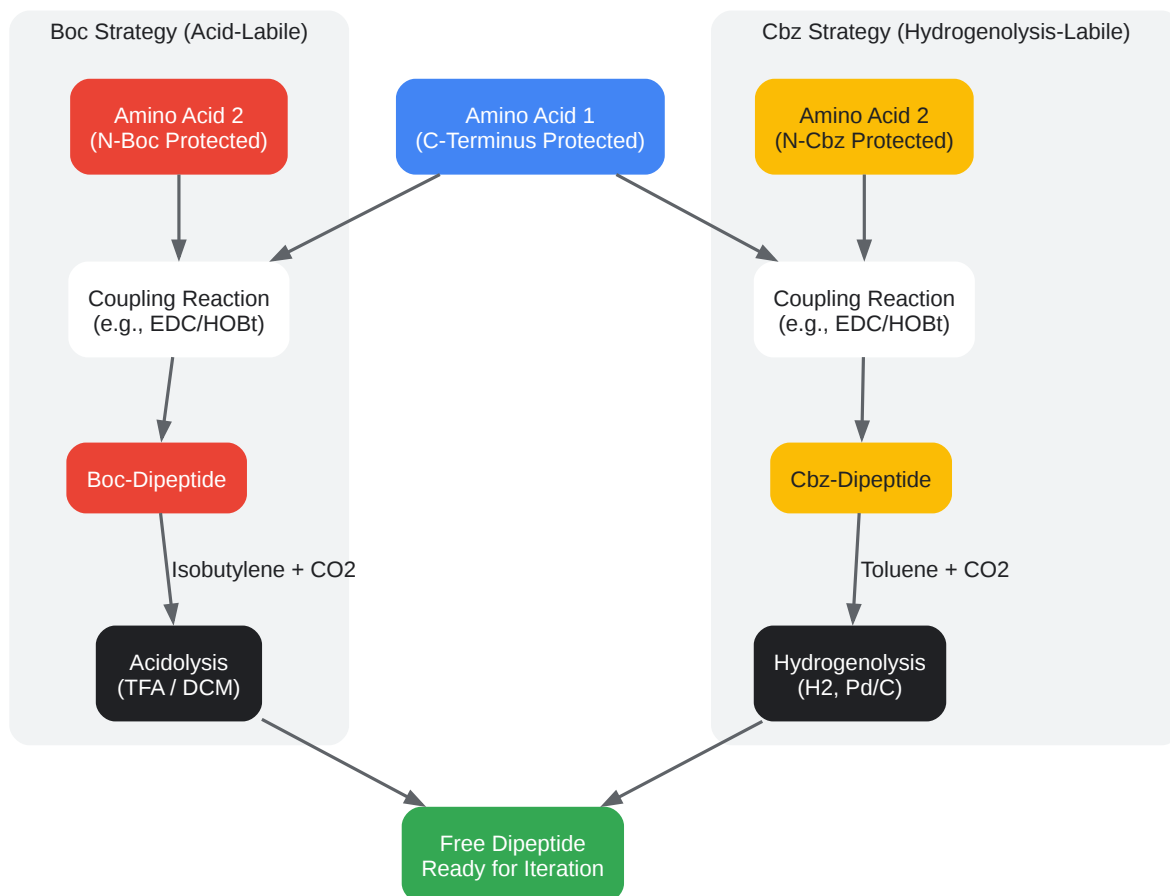 Boc Strategy (Acid-Labile)
Cbz Strategy (Hydrogenolysis-Labile)
Amino Acid 2
(N-Boc Protected)
Amino Acid 1
(C-Terminus Protected)
Amino Acid 2
(N-Cbz Protected)
Coupling Reaction
(e.g., EDC/HOBt)
Coupling Reaction
(e.g., EDC/HOBt)
Boc-Dipeptide
Cbz-Dipeptide
Isobutylene + CO2
Toluene + CO2
Acidolysis
(TFA / DCM)
Hydrogenolysis
(H2, Pd/C)
Free Dipeptide
Ready for Iteration